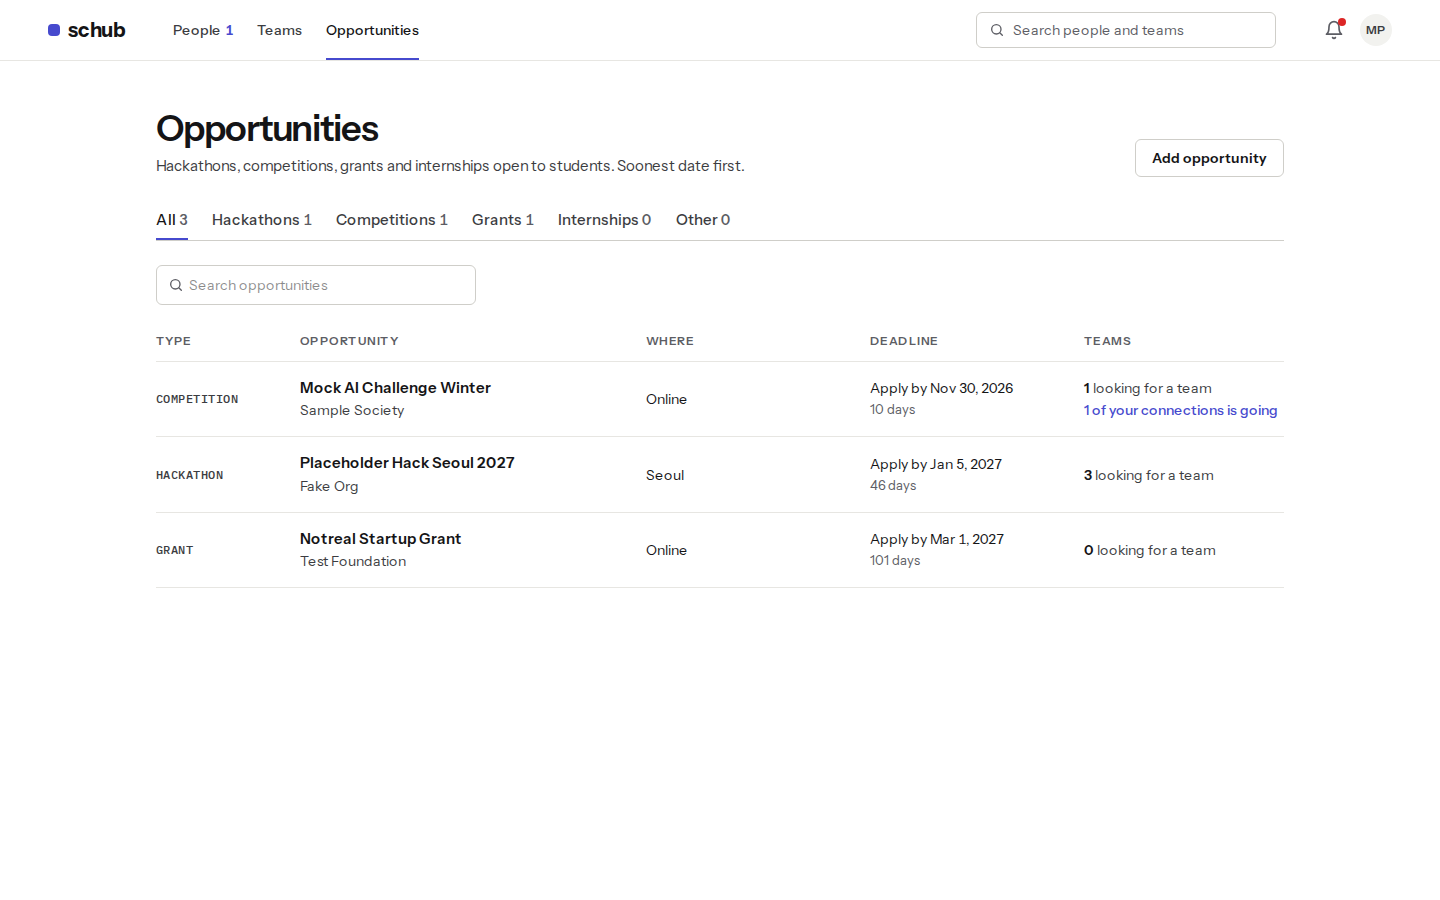 schub
People 1
Teams
Opportunities
Search people and teams
MP
Opportunities
Hackathons, competitions, grants and internships open to students. Soonest date first.
Add opportunity
All 3
Hackathons 1
Competitions 1
Grants 1
Internships 0
Other 0
Search opportunities
TYPE
OPPORTUNITY
WHERE
DEADLINE
TEAMS
COMPETITION
Mock AI Challenge Winter
Sample Society
Online
Apply by Nov 30, 2026
10 days
1 looking for a team
1 of your connections is going
HACKATHON
Placeholder Hack Seoul 2027
Fake Org
Seoul
Apply by Jan 5, 2027
46 days
3 looking for a team
GRANT
Notreal Startup Grant
Test Foundation
Online
Apply by Mar 1, 2027
101 days
0 looking for a team